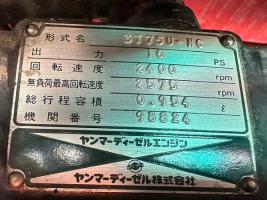 形式名 3T75U-NC
出力 16 PS
回転速度 2400 rpm
無負荷最高回転速度 2575 rpm
総行程容積 0.954 ℓ
機関番号 98824
ヤンマーディーゼルエンジン
ヤンマーディーゼル株式会社